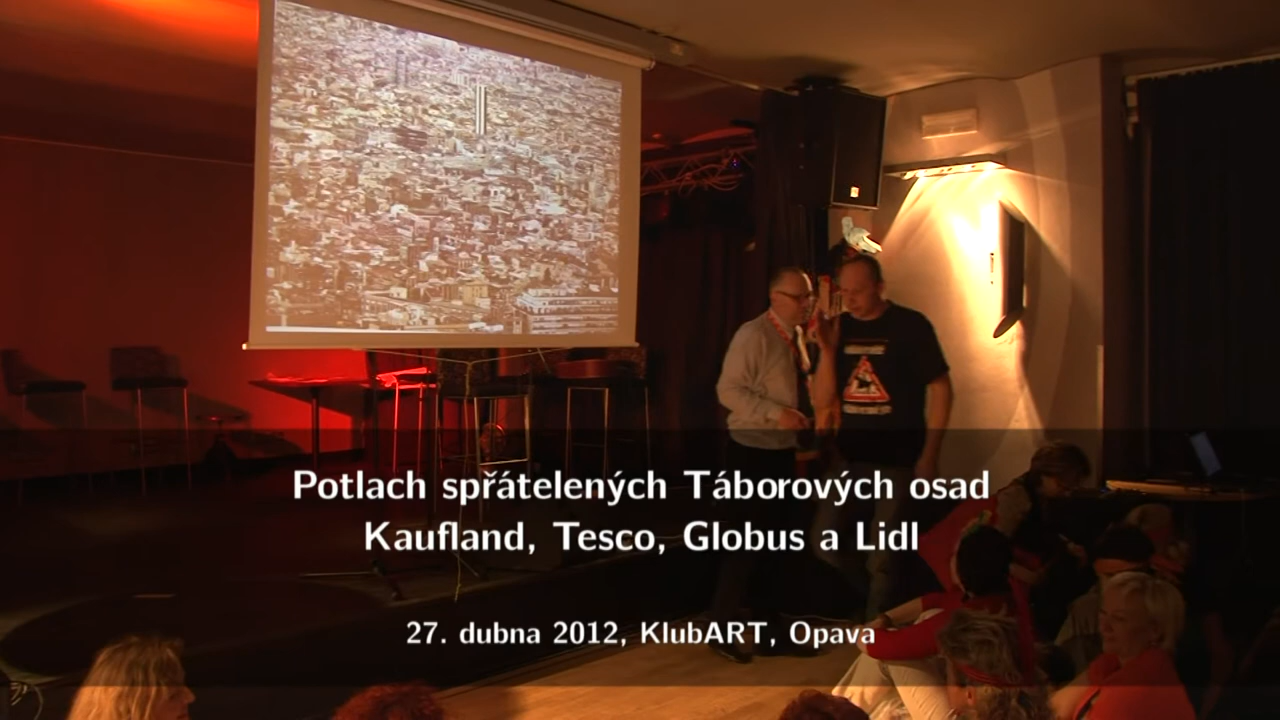 Potlach spřátelených Táborových osad
Kaufland, Tesco, Globus a Lidl
27. dubna 2012, KlubART, Opava